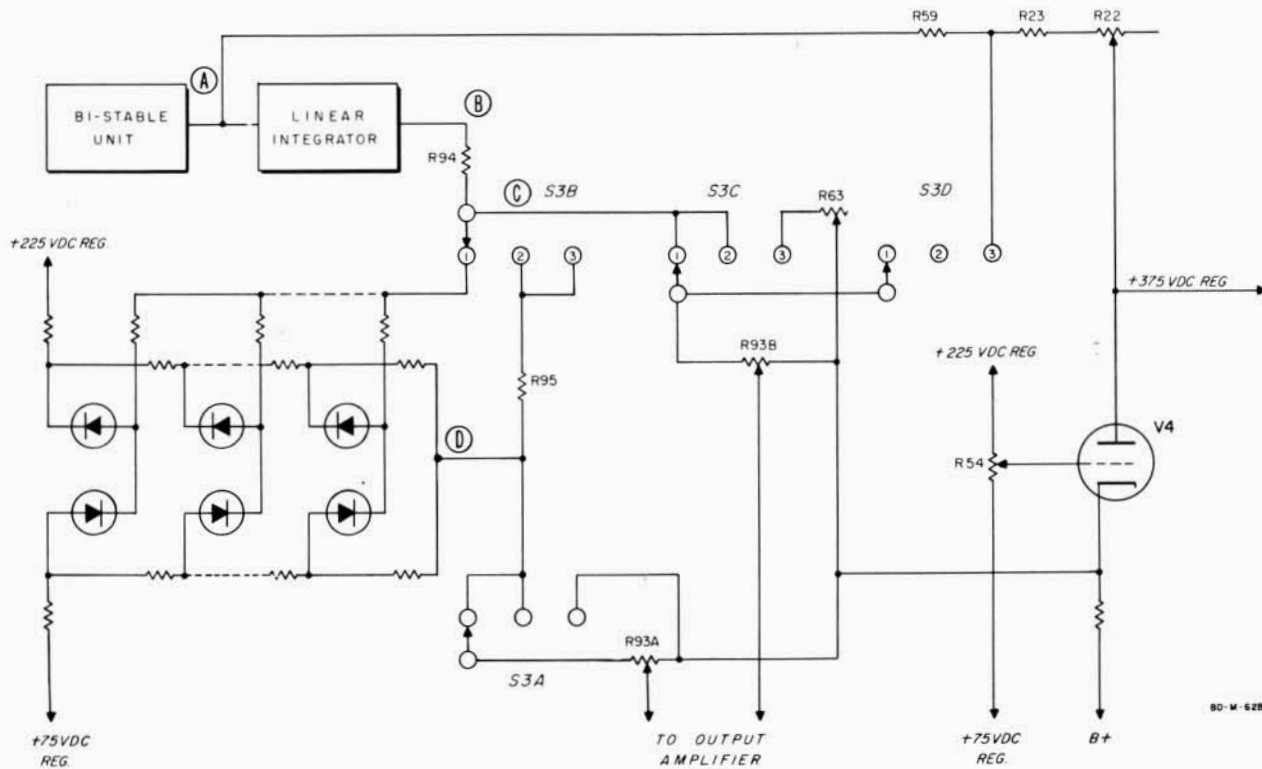 R59
R23
R22
A
BI-STABLE
UNIT
LINEAR
INTEGRATOR
B
R94
C
S3B
S3C
R63
S3D
+225 VDC REG.
1
2
3
1
2
3
1
2
3
+375 VDC REG
R93B
+225 VDC REG.
R95
V4
D
R54
R93A
S3A
+75VDC
REG.
TO OUTPUT
AMPLIFIER
+75VDC
REG.
B+
BD-M-628